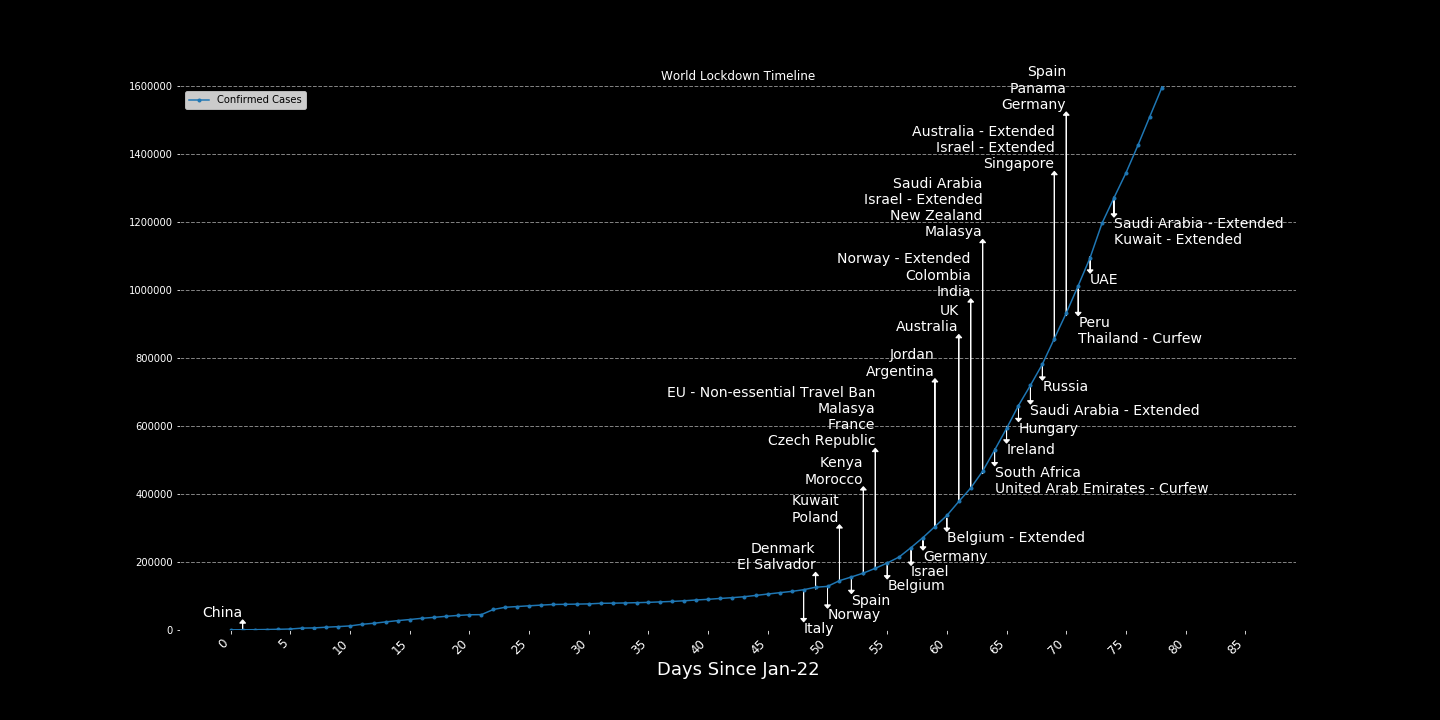 World Lockdown Timeline
Confirmed Cases
1600000
1400000
1200000
1000000
800000
600000
400000
200000
0
Spain
Panama
Germany
Australia - Extended
Israel - Extended
Singapore
Saudi Arabia
Israel - Extended
New Zealand
Malasya
Norway - Extended
Colombia
India
UK
Australia
Jordan
Argentina
EU - Non-essential Travel Ban
Malasya
France
Czech Republic
Kenya
Morocco
Kuwait
Poland
Denmark
El Salvador
China
Saudi Arabia - Extended
Kuwait - Extended
UAE
Peru
Thailand - Curfew
Russia
Saudi Arabia - Extended
Hungary
Ireland
South Africa
United Arab Emirates - Curfew
Belgium - Extended
Germany
Israel
Belgium
Spain
Norway
Italy
0
5
10
15
20
25
30
35
40
45
50
55
60
65
70
75
80
85
Days Since Jan-22